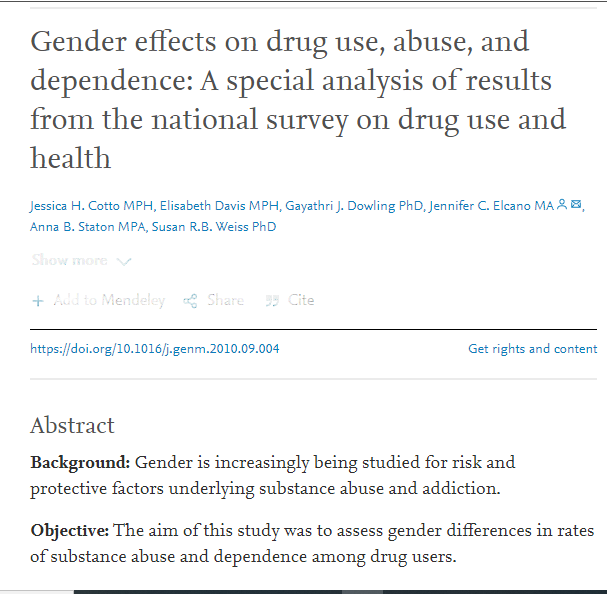 Gender effects on drug use, abuse, and
dependence: A special analysis of results
from the national survey on drug use and
health
Jessica H. Cotto MPH, Elisabeth Davis MPH, Gayathri J. Dowling PhD, Jennifer C. Elcano MA ,
Anna B. Staton MPA, Susan R.B. Weiss PhD
Show more
+ Add to Mendeley Share Cite
https://doi.org/10.1016/j.genm.2010.09.004 Get rights and content
Abstract
Background: Gender is increasingly being studied for risk and
protective factors underlying substance abuse and addiction.
Objective: The aim of this study was to assess gender differences in rates
of substance abuse and dependence among drug users.